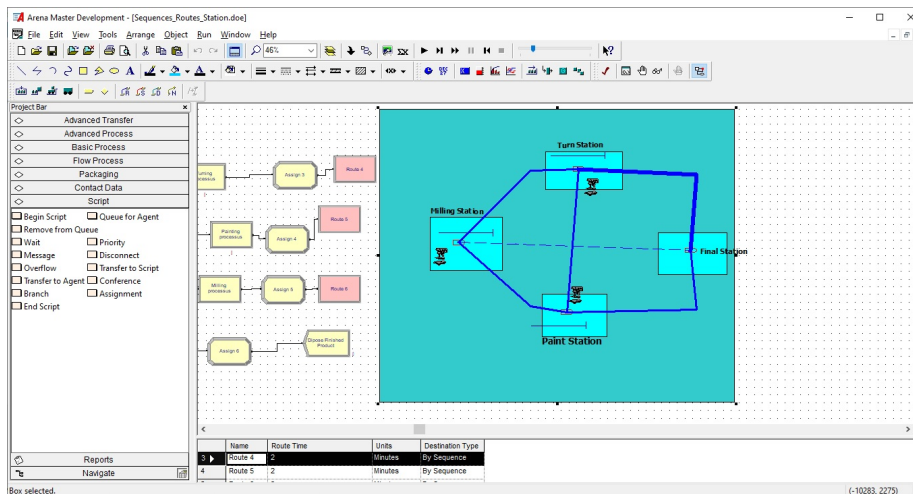 Arena Master Development - [Sequences_Routes_Station.doe]
File Edit View Tools Arrange Object Run Window Help
46%
Project Bar
Advanced Transfer
Advanced Process
Basic Process
Flow Process
Packaging
Contact Data
Script
Begin Script Queue for Agent
Remove from Queue
Wait Priority
Message Disconnect
Overflow Transfer to Script
Transfer to Agent Conference
Branch Assignment
End Script
Reports
Navigate
processus
Assign 3
Route 4
Painting
processus
Assign 4
Route 5
Milling
processus
Assign 5
Route 6
Assign 6
Dipose Finished
Product
Turn Station
Milling Station
Final Station
Paint Station
Name Route Time Units Destination Type
3 Route 4 2 Minutes By Sequence
4 Route 5 2 Minutes By Sequence
Box selected.
(-10283, 2275)